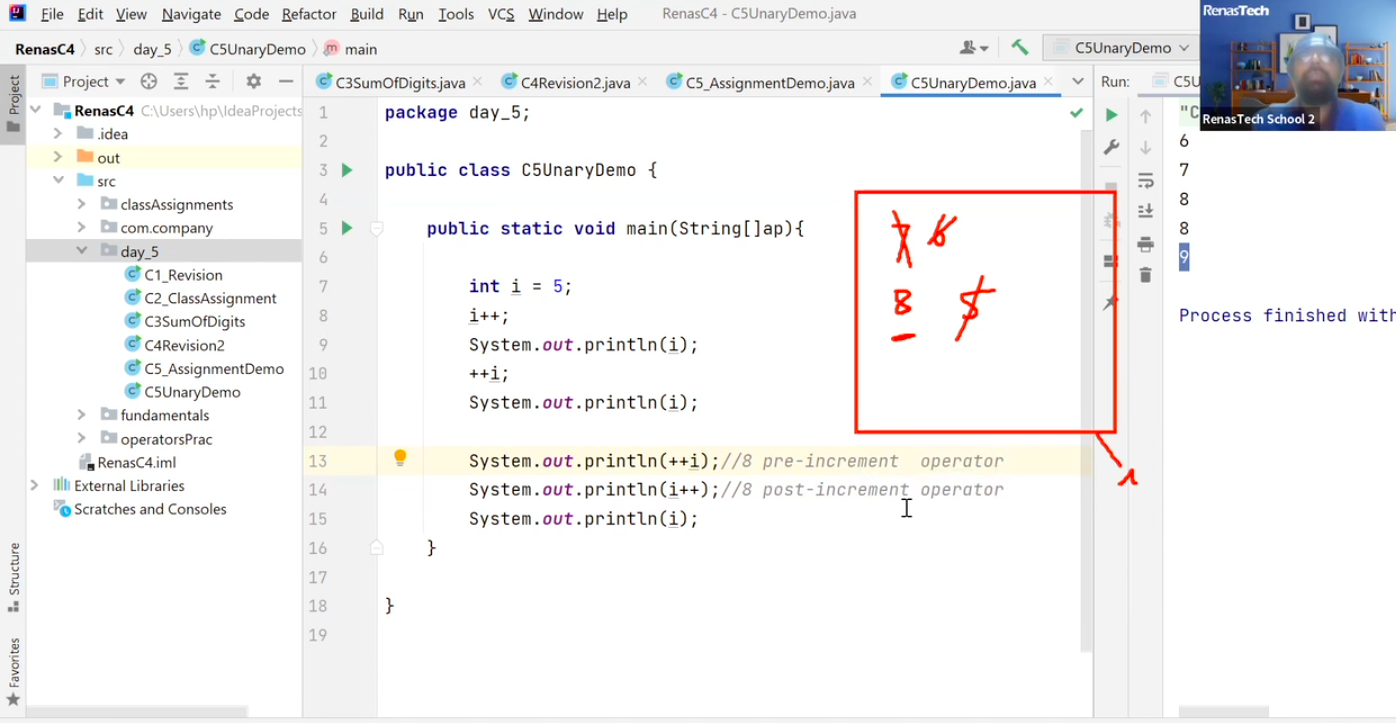 File Edit View Navigate Code Refactor Build Run Tools VCS Window Help RenasC4 - C5UnaryDemo.java
RenasTech
RenasC4 src day_5 C5UnaryDemo main C5UnaryDemo
Project C3SumOfDigits.java C4Revision2.java C5_AssignmentDemo.java C5UnaryDemo.java Run: C5U
RenasTech School 2
Project
Structure
Favorites
RenasC4 C:\Users\hp\IdeaProjects
.idea
out
src
classAssignments
com.company
day_5
C1_Revision
C2_ClassAssignment
C3SumOfDigits
C4Revision2
C5_AssignmentDemo
C5UnaryDemo
fundamentals
operatorsPrac
RenasC4.iml
External Libraries
Scratches and Consoles
1 package day_5;
2
3 public class C5UnaryDemo {
4
5 public static void main(String[]ap){
6
7 int i = 5;
8 i++;
9 System.out.println(i);
10 ++i;
11 System.out.println(i);
12
13 System.out.println(++i);//8 pre-increment  operator
14 System.out.println(i++);//8 post-increment operator
15 System.out.println(i);
16 }
17
18 }
19
7 6
8 5
"C
6
7
8
8
9
Process finished with